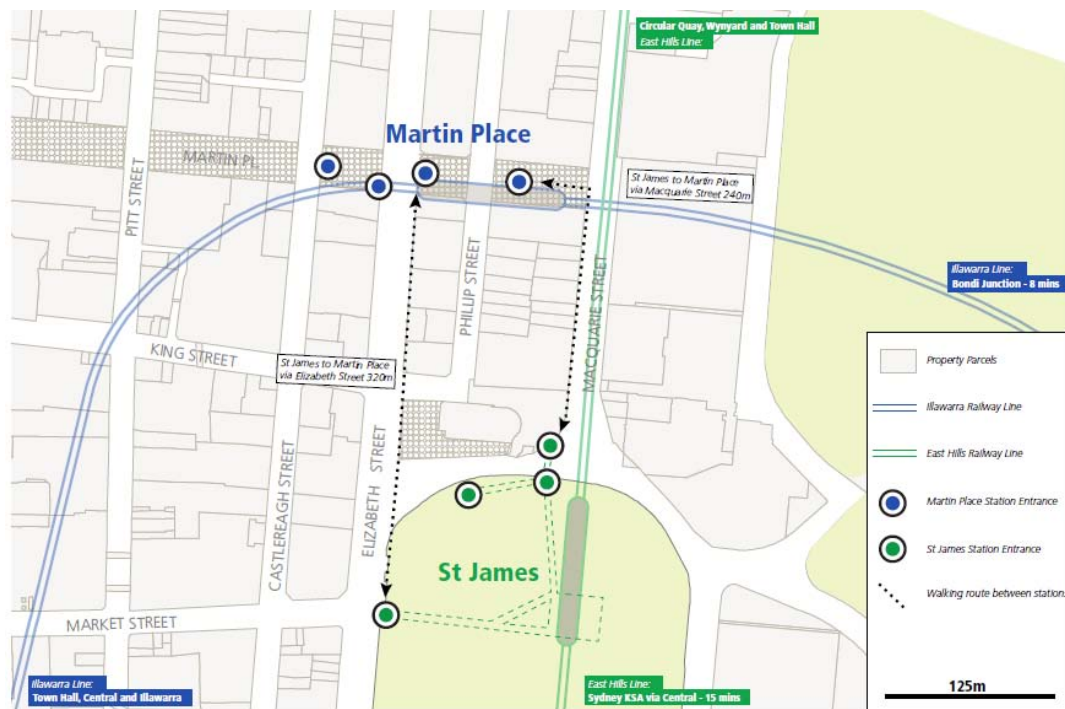 Circular Quay, Wynyard and Town Hall
East Hills Line:
Martin Place
MARTIN PL.
PITT STREET
St James to Martin Place
via Macquarie Street 240m
PHILLIP STREET
MACQUARIE STREET
Illawarra Line:
Bondi Junction - 8 mins
KING STREET
St James to Martin Place
via Elizabeth Street 320m
CASTLEREAGH STREET
ELIZABETH STREET
St James
MARKET STREET
Illawarra Line:
Town Hall, Central and Illawarra
East Hills Line:
Sydney KSA via Central - 15 mins
Property Parcels
Illawarra Railway Line
East Hills Railway Line
Martin Place Station Entrance
St James Station Entrance
Walking route between stations
125m